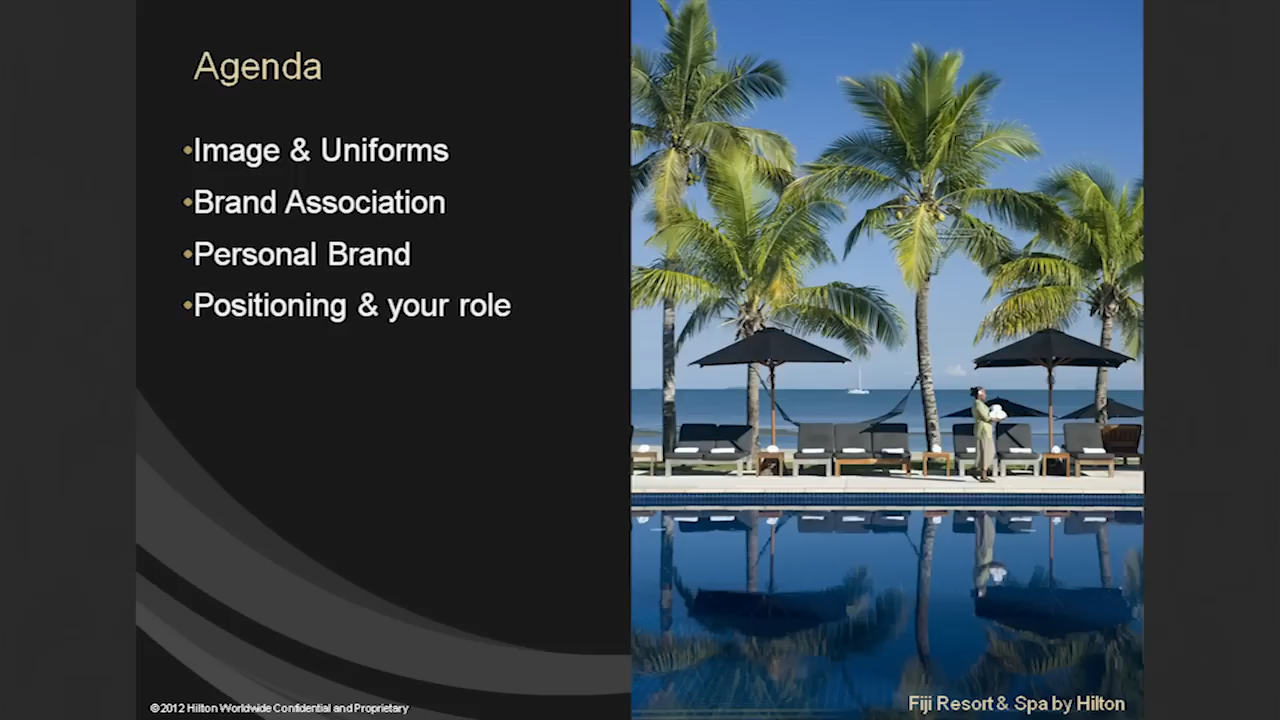 Agenda
•Image & Uniforms
•Brand Association
•Personal Brand
•Positioning & your role
©2012 Hilton Worldwide Confidential and Proprietary
Fiji Resort & Spa by Hilton